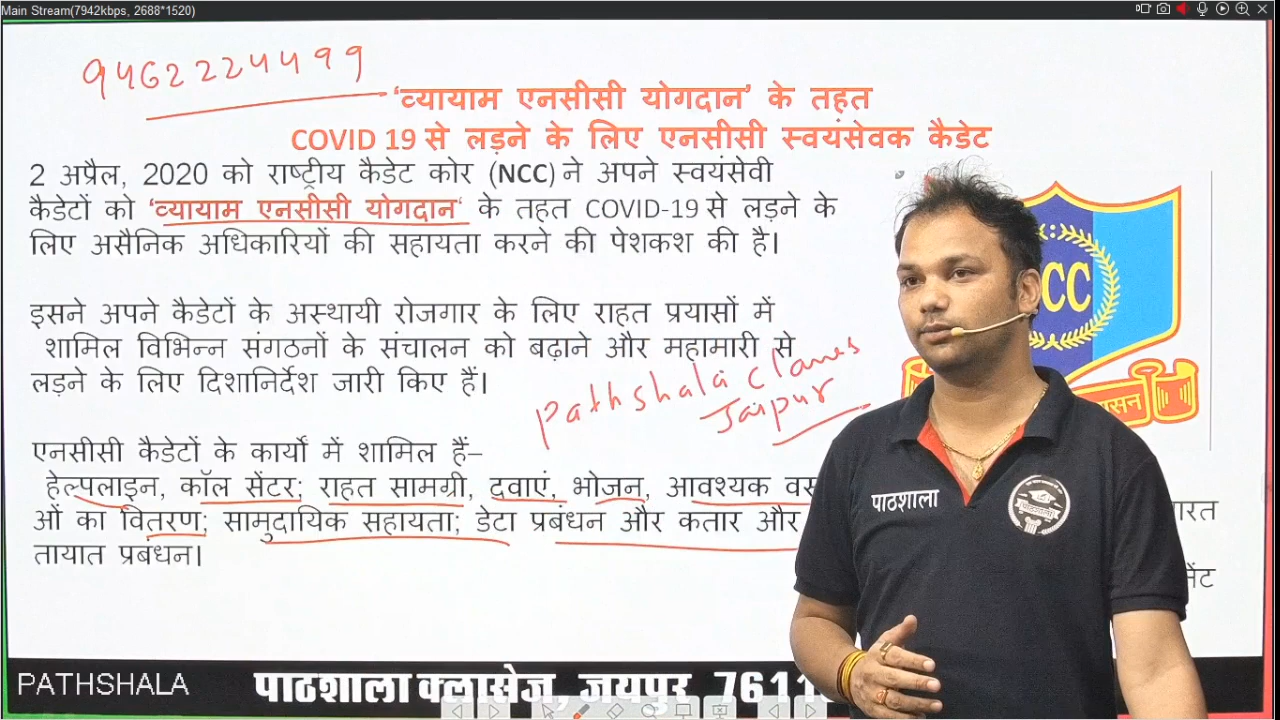 Main Stream(7942kbps, 2688*1520)
9462224499
'व्यायाम एनसीसी योगदान' के तहत
COVID 19 से लड़ने के लिए एनसीसी स्वयंसेवक कैडेट
2 अप्रैल, 2020 को राष्ट्रीय कैडेट कोर (NCC) ने अपने स्वयंसेवी
कैडेटों को 'व्यायाम एनसीसी योगदान' के तहत COVID-19 से लड़ने के
लिए असैनिक अधिकारियों की सहायता करने की पेशकश की है।
इसने अपने कैडेटों के अस्थायी रोजगार के लिए राहत प्रयासों में
शामिल विभिन्न संगठनों के संचालन को बढ़ाने और महामारी से
लड़ने के लिए दिशानिर्देश जारी किए हैं।
Pathshala classes
Jaipur
एनसीसी कैडेटों के कार्यों में शामिल हैं–
हेल्पलाइन, कॉल सेंटर; राहत सामग्री, दवाएं, भोजन, आवश्यक
ओं का वितरण; सामुदायिक सहायता; डेटा प्रबंधन और कतार और
तायात प्रबंधन।
CC
पाठशाला
PATHSHALA
पाठशाला क्लासेज, जयपुर 7611